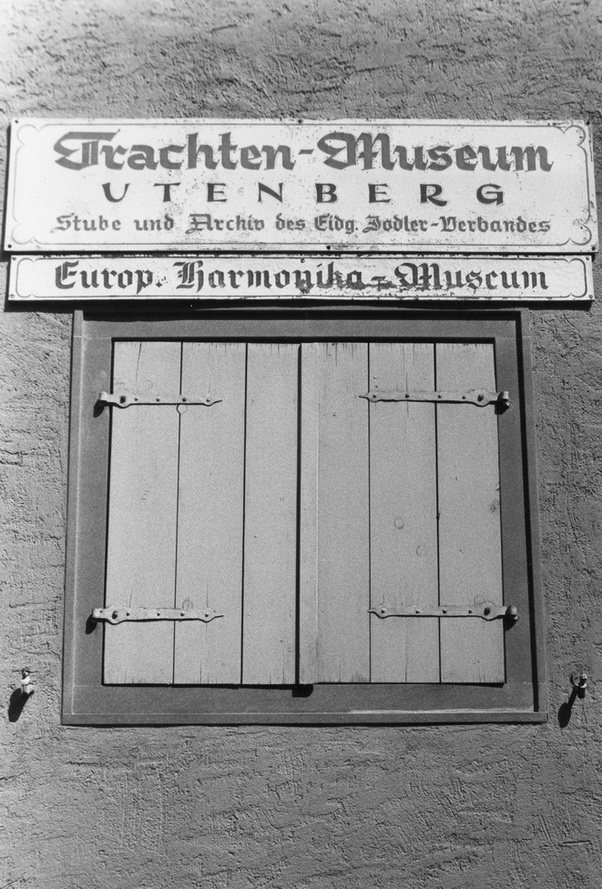 Trachten-Museum
UTENBERG
Stube und Archiv des Eidg. Jodler-Verbandes
Europ. Harmonika-Museum